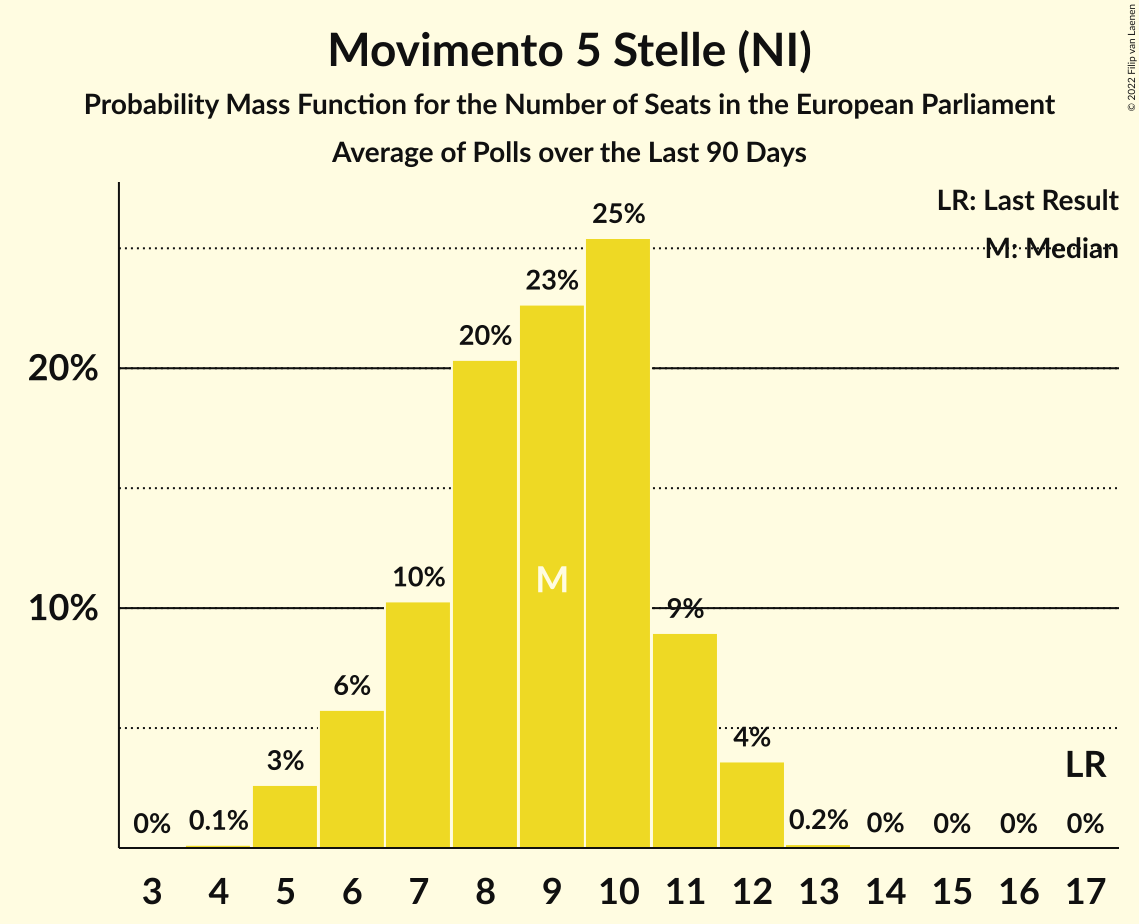 Movimento 5 Stelle (NI)
Probability Mass Function for the Number of Seats in the European Parliament
Average of Polls over the Last 90 Days
© 2022 Filip van Laenen
LR: Last Result
M: Median
25%
23%
20%
20%
10%
M
10%
9%
6%
4%
3%
LR
0%
0.1%
0.2%
0%
0%
0%
0%
3 4 5 6 7 8 9 10 11 12 13 14 15 16 17